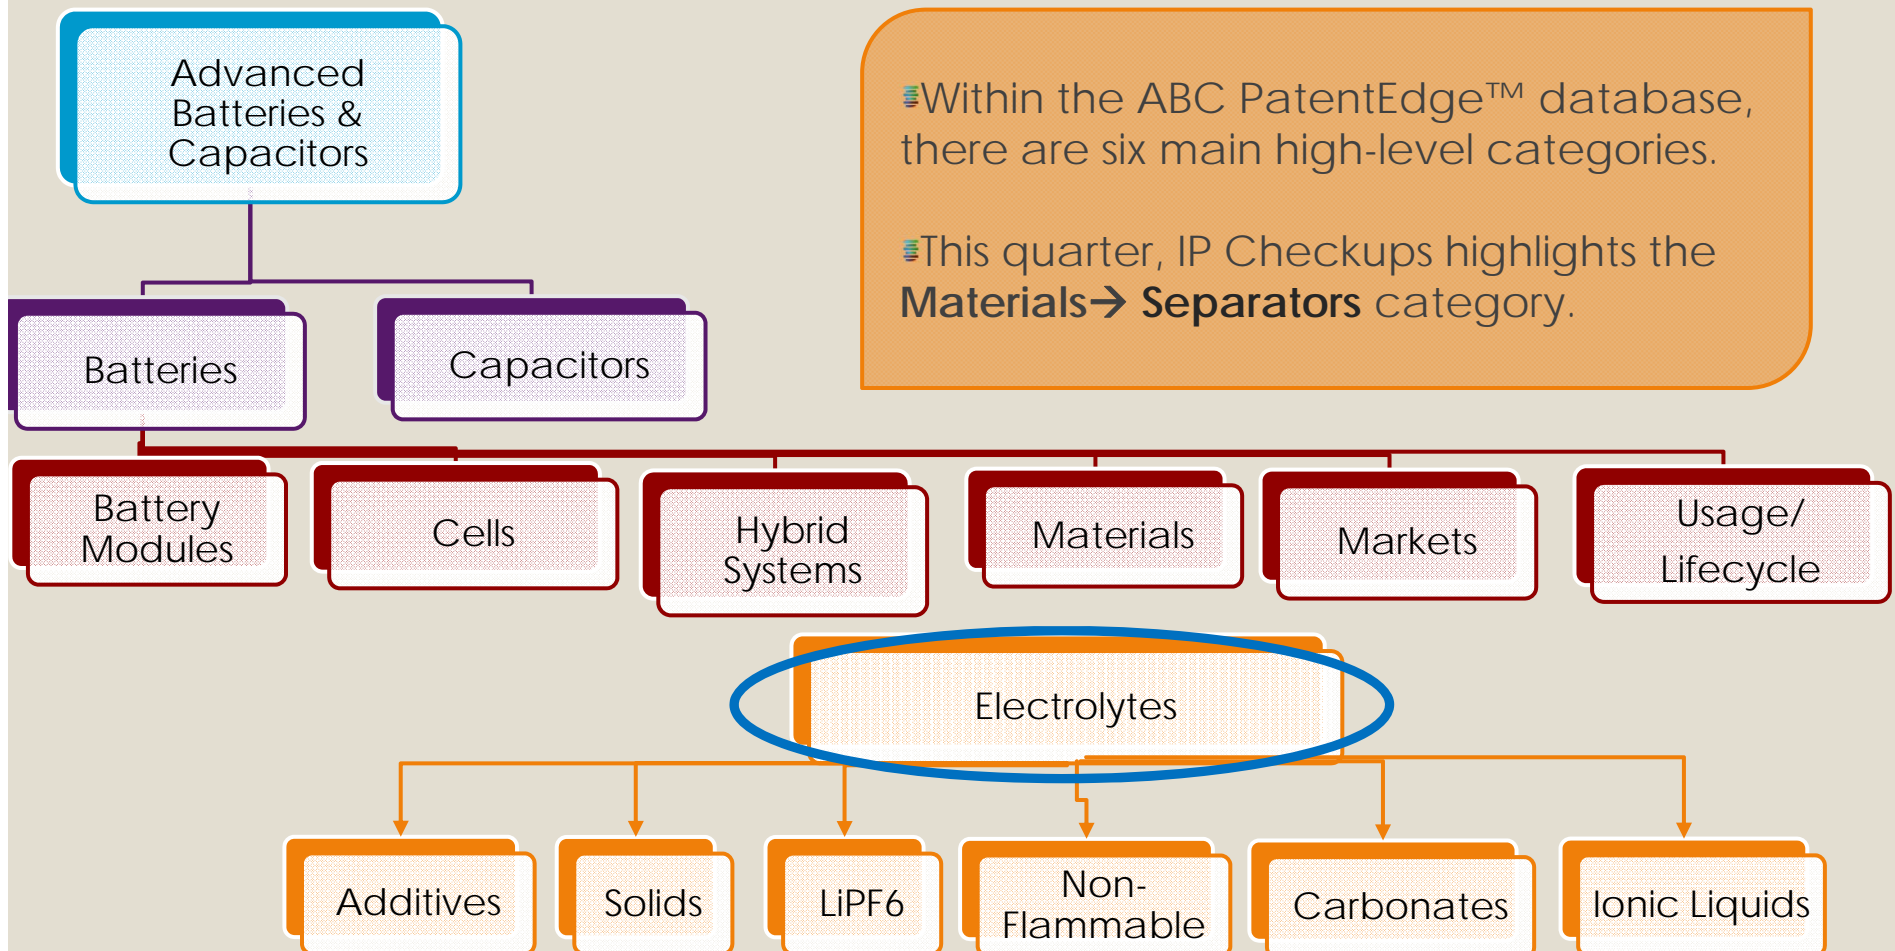 Advanced
Batteries &
Capacitors
Within the ABC PatentEdge™ database,
there are six main high-level categories.
This quarter, IP Checkups highlights the
Materials→ Separators category.
Batteries
Capacitors
Battery
Modules
Cells
Hybrid
Systems
Materials
Markets
Usage/
Lifecycle
Electrolytes
Additives
Solids
LiPF6
Non-
Flammable
Carbonates
Ionic Liquids